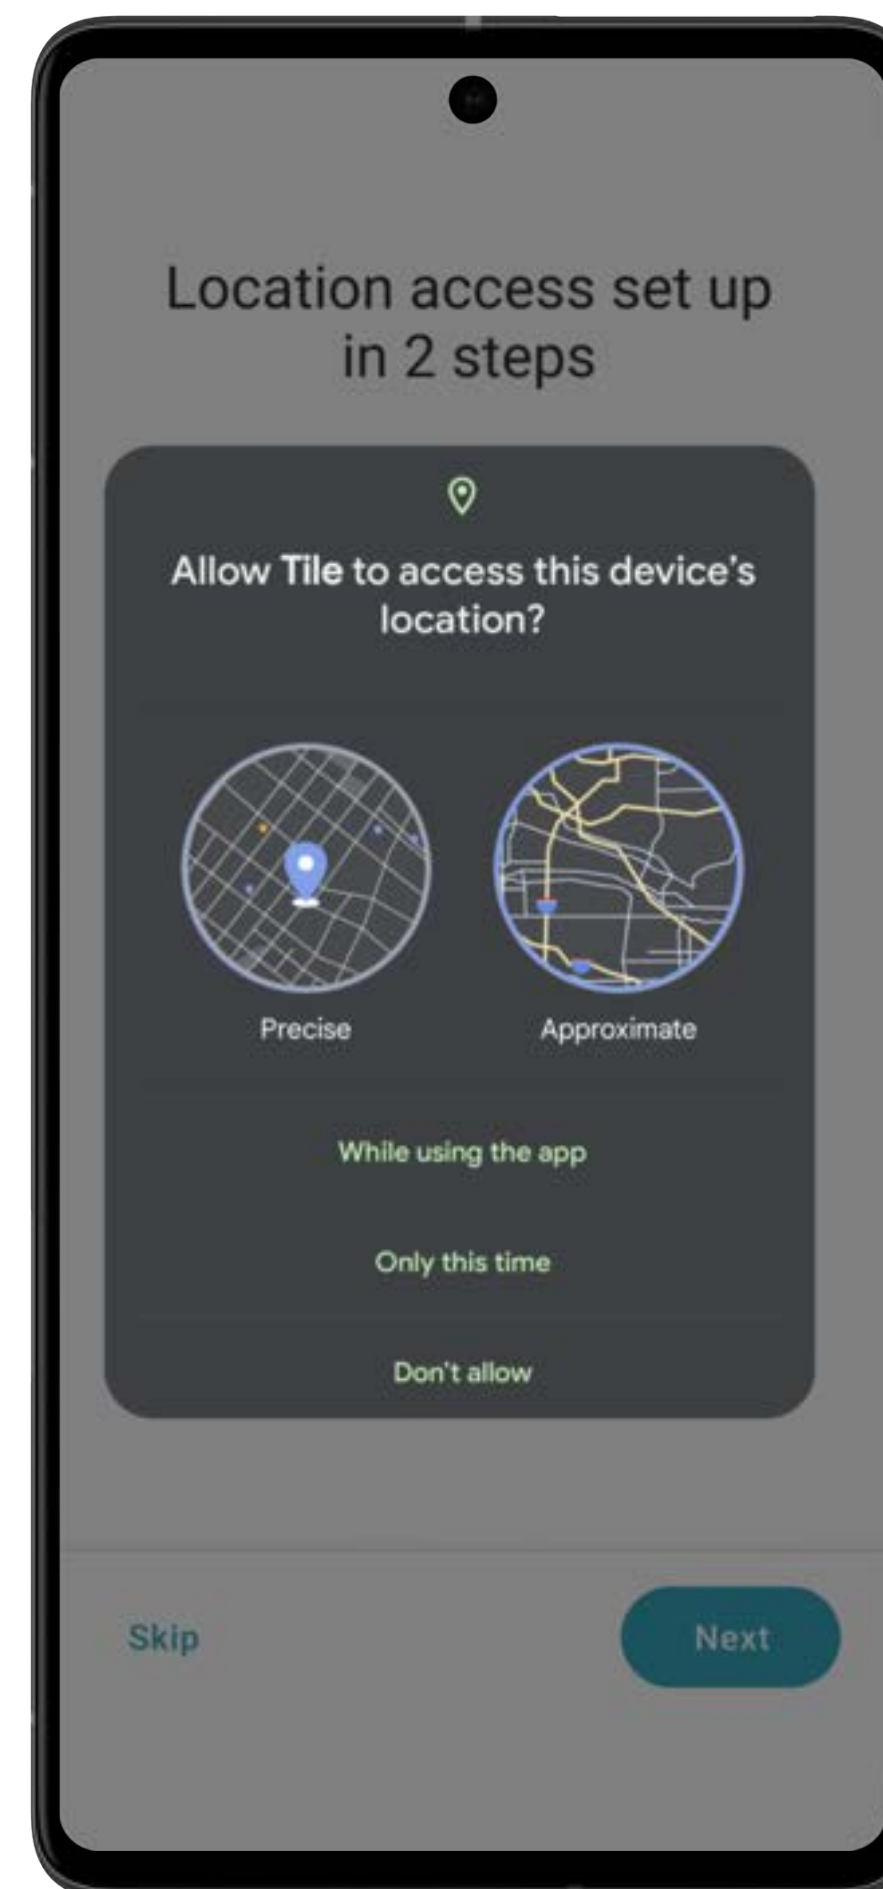 Location access set up
in 2 steps
Allow Tile to access this device's
location?
Precise
Approximate
While using the app
Only this time
Don't allow
Skip
Next